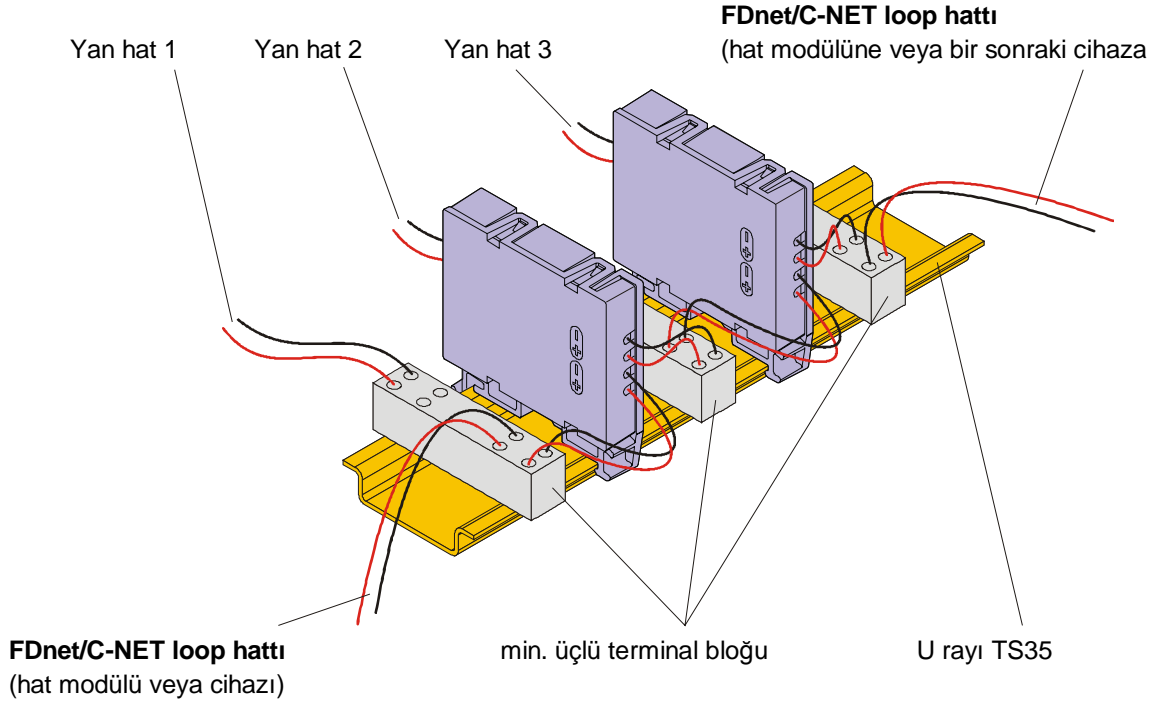 FDnet/C-NET loop hattı
(hat modülüne veya bir sonraki cihaza
Yan hat 1
Yan hat 2
Yan hat 3
FDnet/C-NET loop hattı
(hat modülü veya cihazı)
min. üçlü terminal bloğu
U rayı TS35